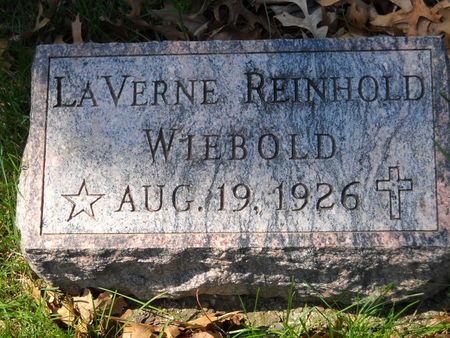 LAVERNE REINHOLD
WIEBOLD
☆ AUG. 19, 1926 ✞